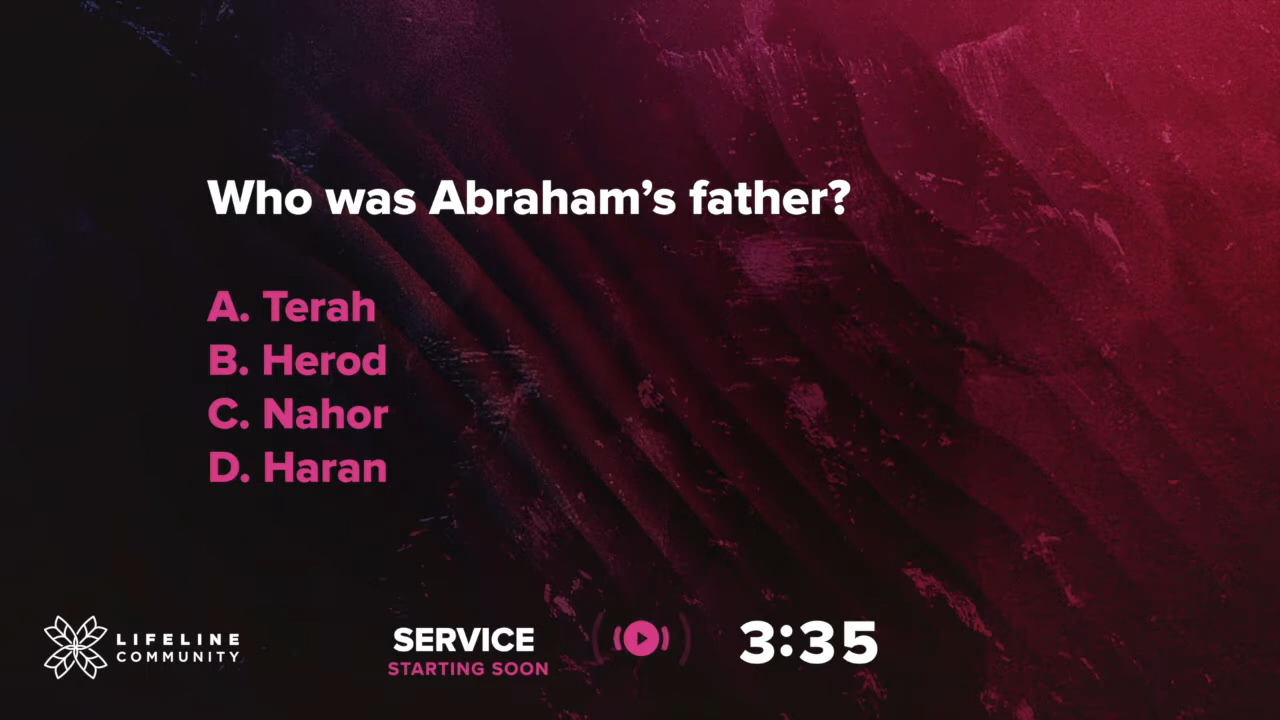 Who was Abraham’s father?
A. Terah
B. Herod
C. Nahor
D. Haran
LIFELINE
COMMUNITY
SERVICE
STARTING SOON
3:35